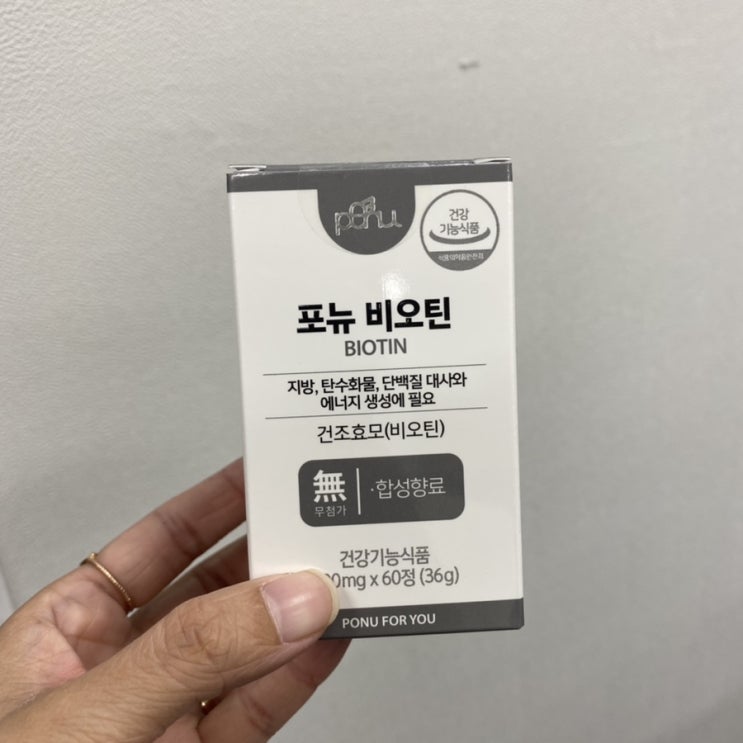 ponu
건강
기능식품
식품의약품안전처
포뉴 비오틴
BIOTIN
지방, 탄수화물, 단백질 대사와
에너지 생성에 필요
건조효모(비오틴)
無
무첨가
·합성향료
건강기능식품
0mg x 60정 (36g)
PONU FOR YOU